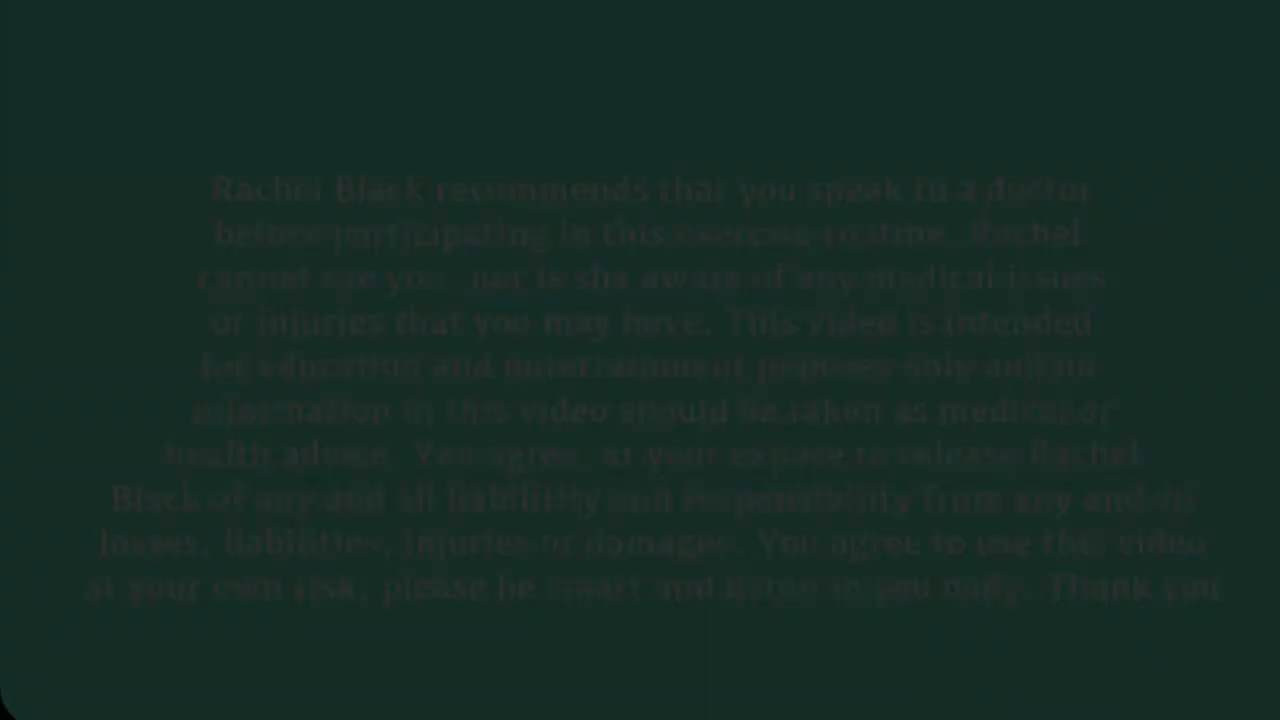 Rachel Black recommends that you speak to a doctor
before participating in this exercise routine. Rachel
cannot see you, nor is she aware of any medical issues
or injuries that you may have. This video is intended
for education and entertainment purposes only and no
information in this video should be taken as medical or
health advice. You agree, at your expense to release Rachel
Black of any and all liability and responsibility from any and all
losses, liabilities, injuries or damages. You agree to use this video
at your own risk, please be smart and listen to you body. Thank you!